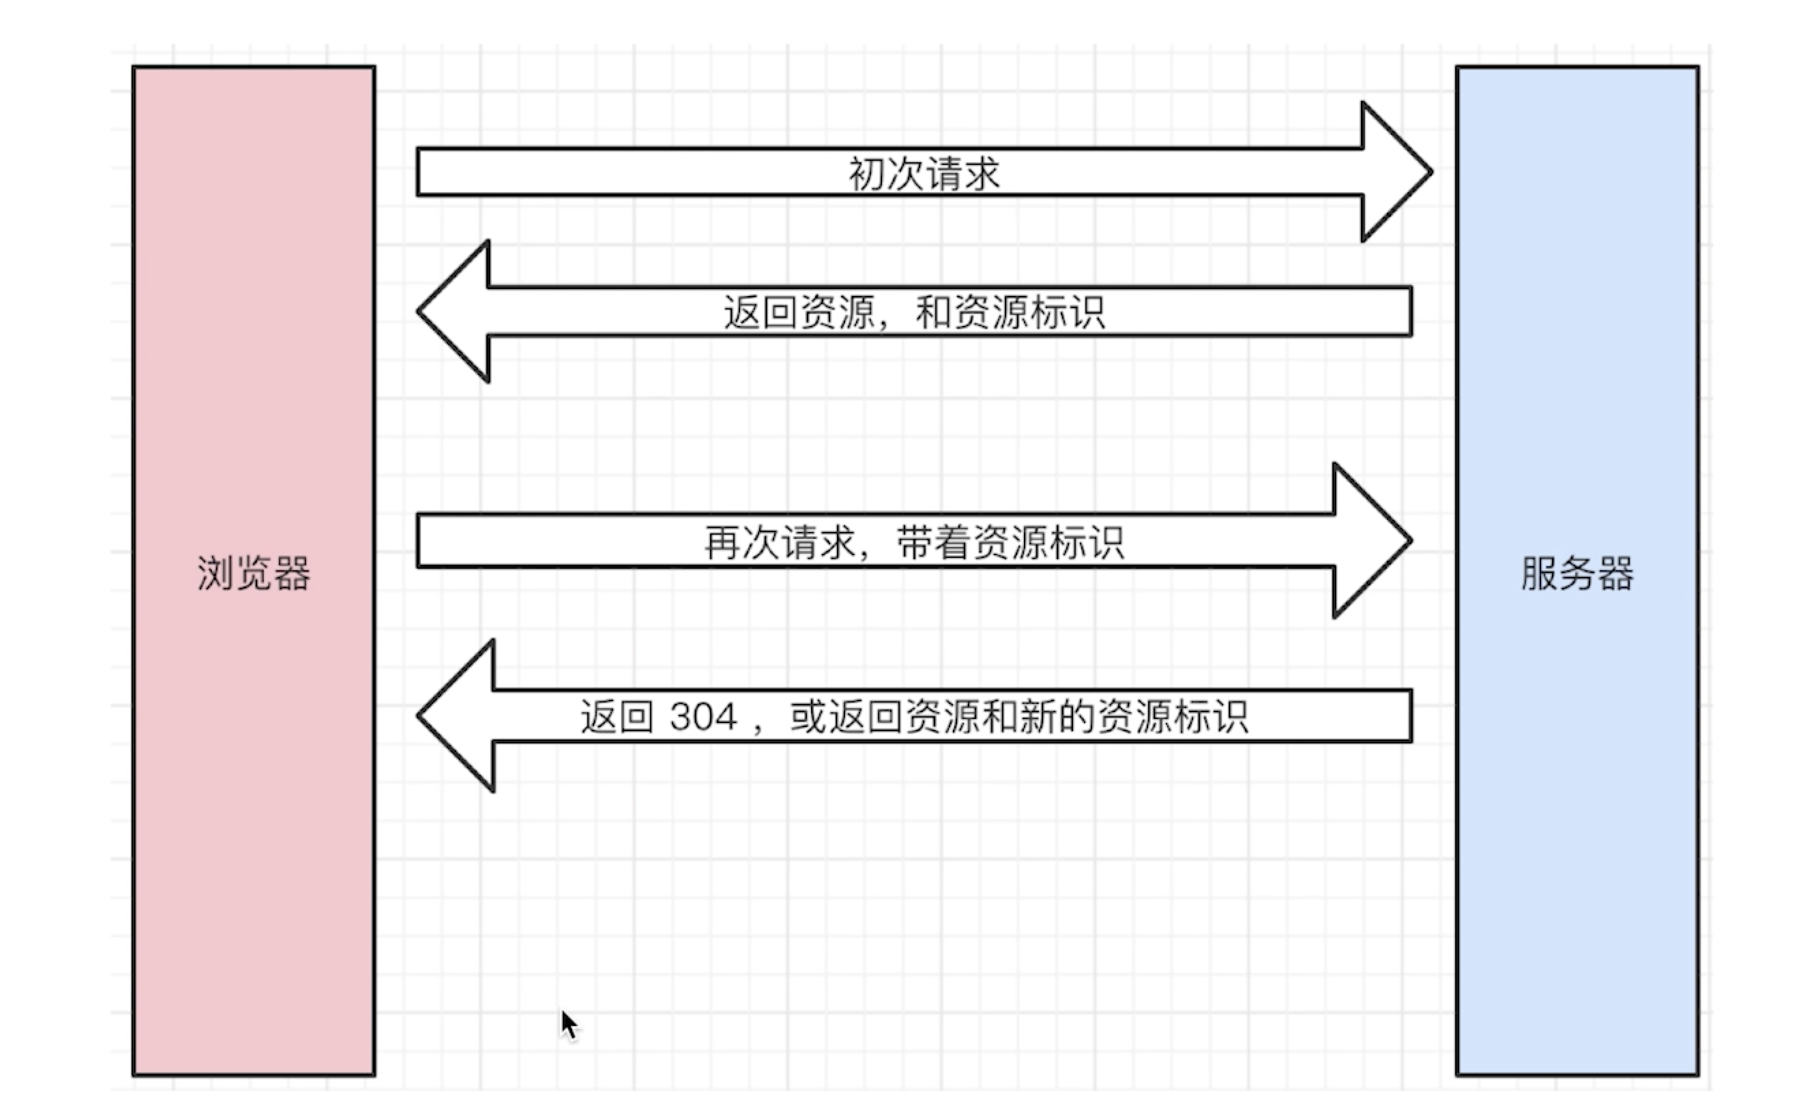 初次请求
返回资源，和资源标识
再次请求，带着资源标识
浏览器
服务器
返回 304 ，或返回资源和新的资源标识